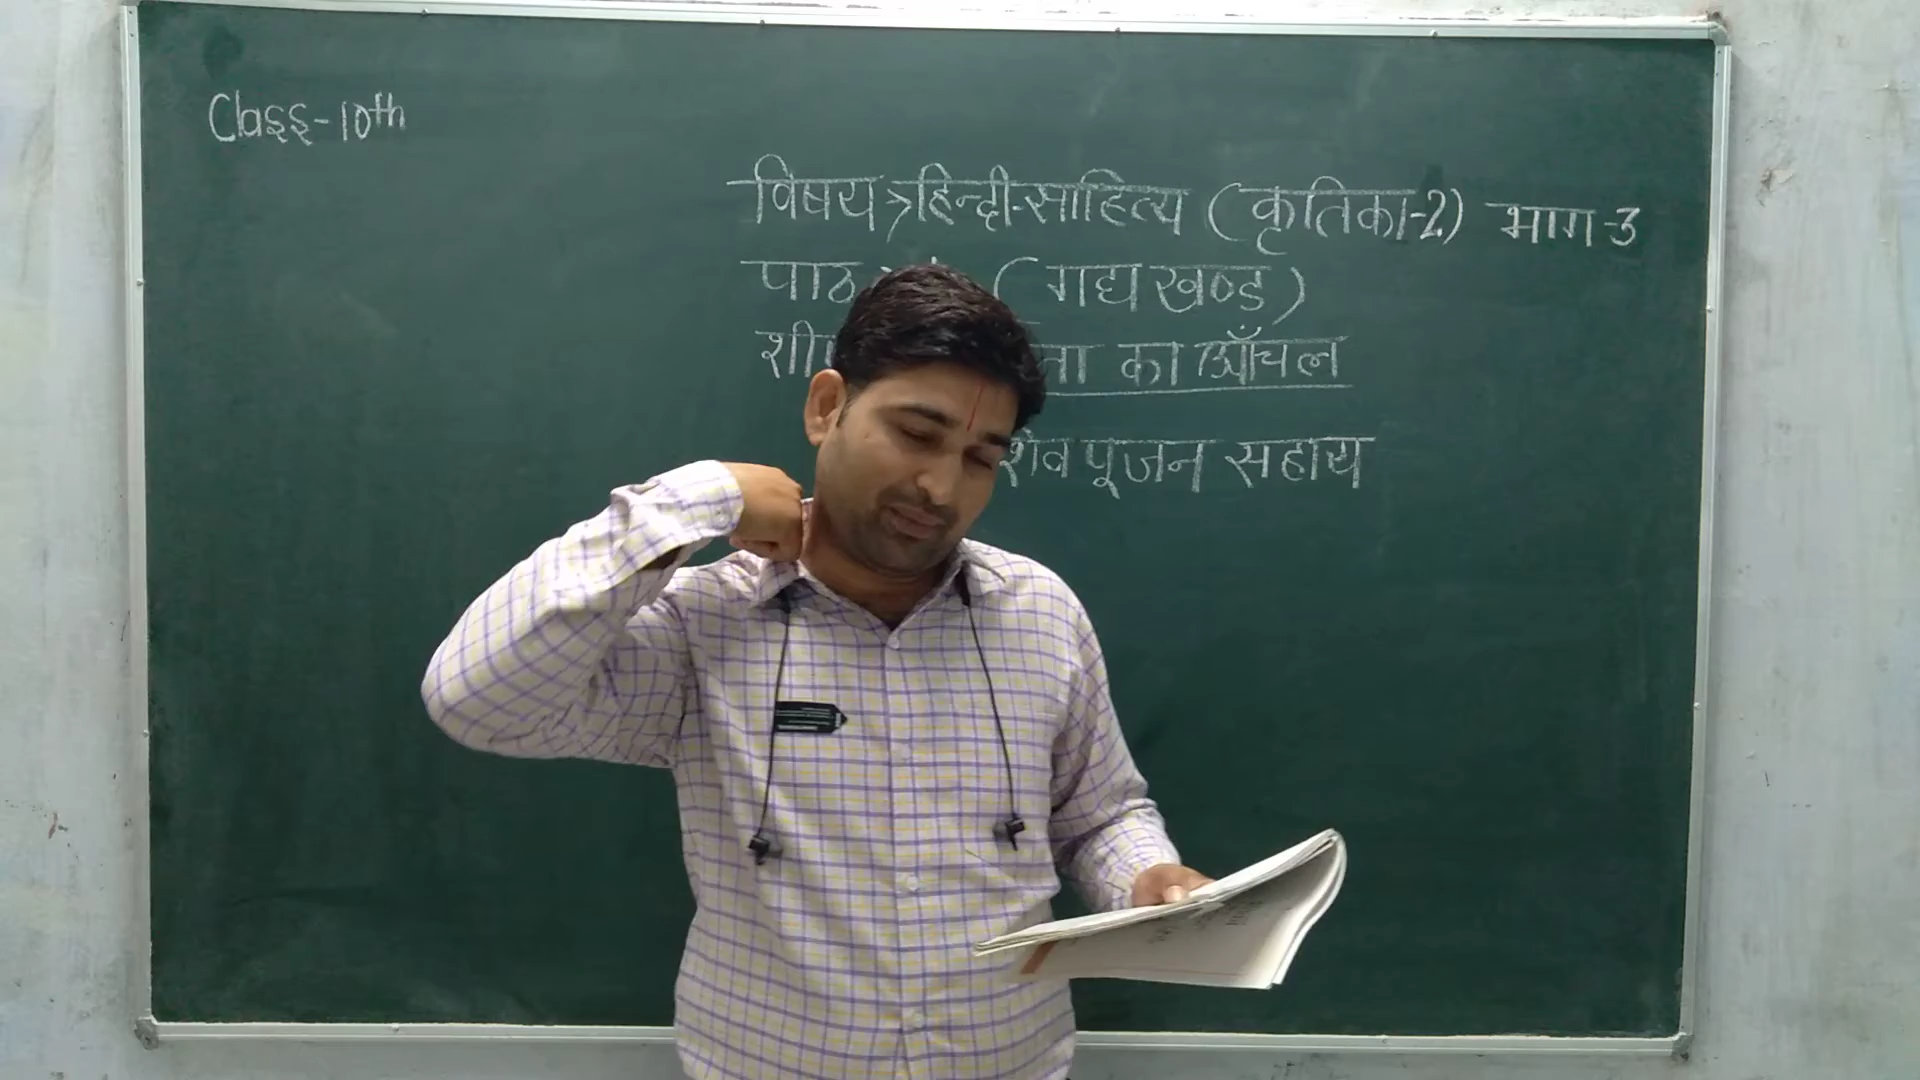 Class-10th
विषय→हिन्दी-साहित्य (कृतिका-2) भाग-3
पाठ (गद्य खण्ड)
का आँचल
पूजन सहाय